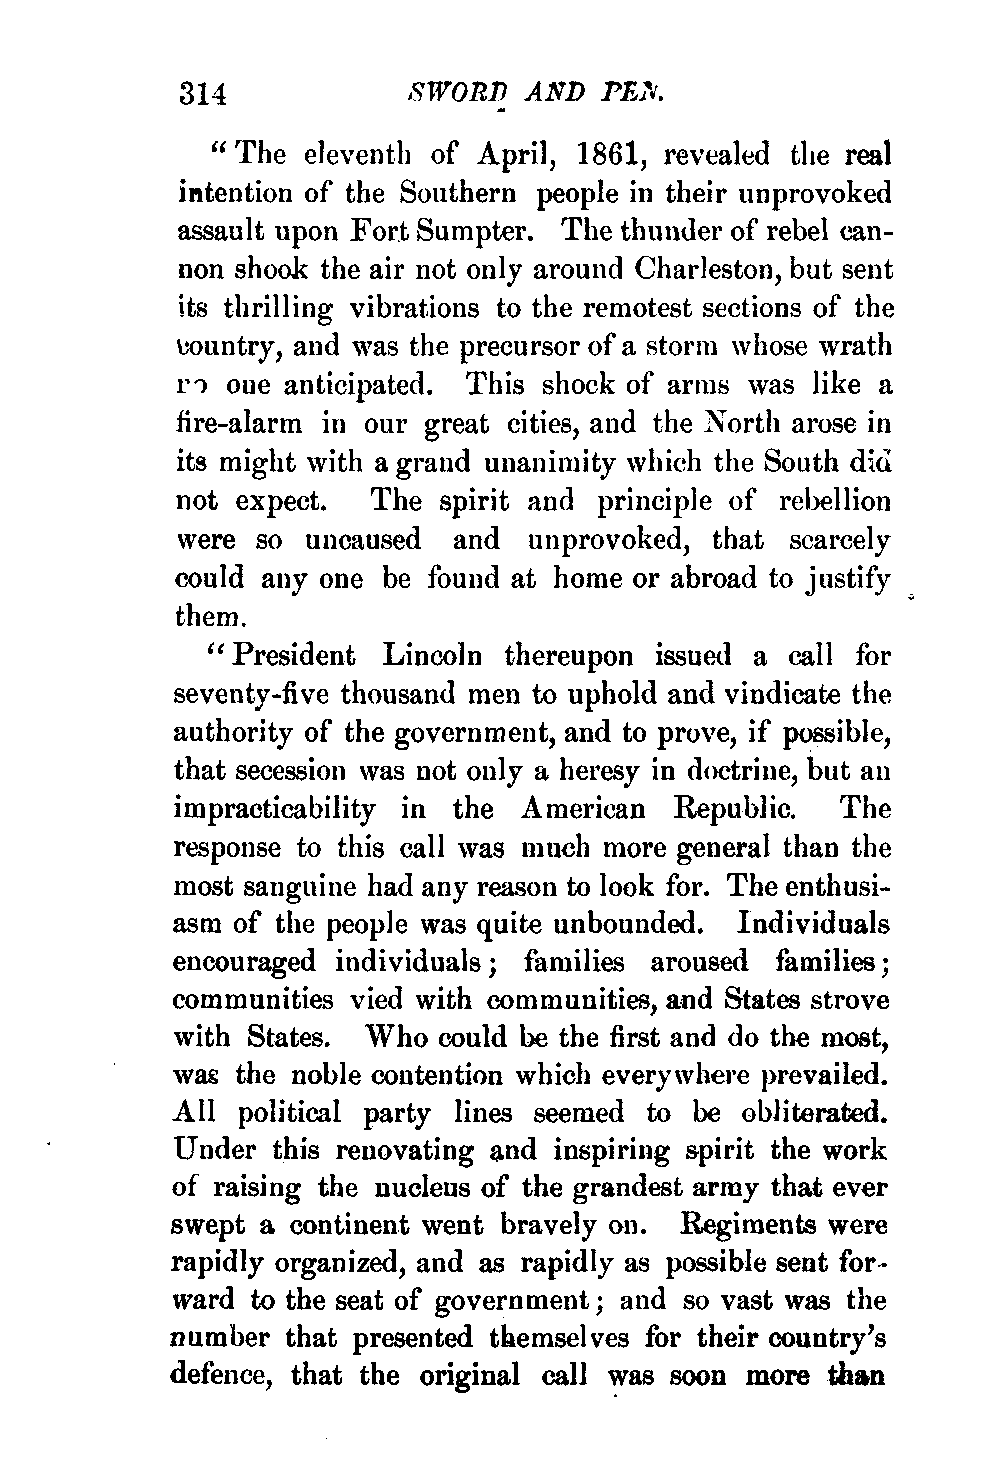 314 SWORD AND PEN.
“The eleventh of April, 1861, revealed the real
intention of the Southern people in their unprovoked
assault upon Fort Sumpter. The thunder of rebel can-
non shook the air not only around Charleston, but sent
its thrilling vibrations to the remotest sections of the
country, and was the precursor of a storm whose wrath
no one anticipated. This shock of arms was like a
fire-alarm in our great cities, and the North arose in
its might with a grand unanimity which the South did
not expect. The spirit and principle of rebellion
were so uncaused and unprovoked, that scarcely
could any one be found at home or abroad to justify
them.
“President Lincoln thereupon issued a call for
seventy-five thousand men to uphold and vindicate the
authority of the government, and to prove, if possible,
that secession was not only a heresy in doctrine, but an
impracticability in the American Republic. The
response to this call was much more general than the
most sanguine had any reason to look for. The enthusi-
asm of the people was quite unbounded. Individuals
encouraged individuals; families aroused families;
communities vied with communities, and States strove
with States. Who could be the first and do the most,
was the noble contention which everywhere prevailed.
All political party lines seemed to be obliterated.
Under this renovating and inspiring spirit the work
of raising the nucleus of the grandest army that ever
swept a continent went bravely on. Regiments were
rapidly organized, and as rapidly as possible sent for-
ward to the seat of government; and so vast was the
number that presented themselves for their country’s
defence, that the original call was soon more than